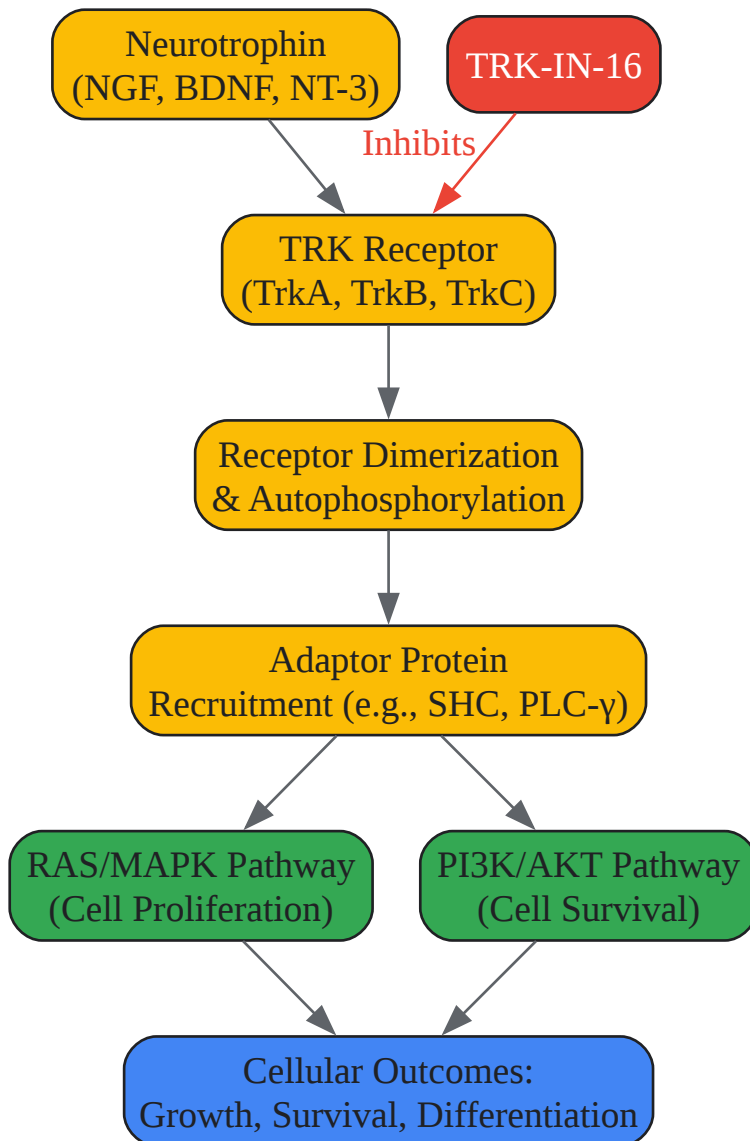 Neurotrophin
(NGF, BDNF, NT-3)
TRK-IN-16
Inhibits
TRK Receptor
(TrkA, TrkB, TrkC)
Receptor Dimerization
& Autophosphorylation
Adaptor Protein
Recruitment (e.g., SHC, PLC-γ)
RAS/MAPK Pathway
(Cell Proliferation)
PI3K/AKT Pathway
(Cell Survival)
Cellular Outcomes:
Growth, Survival, Differentiation